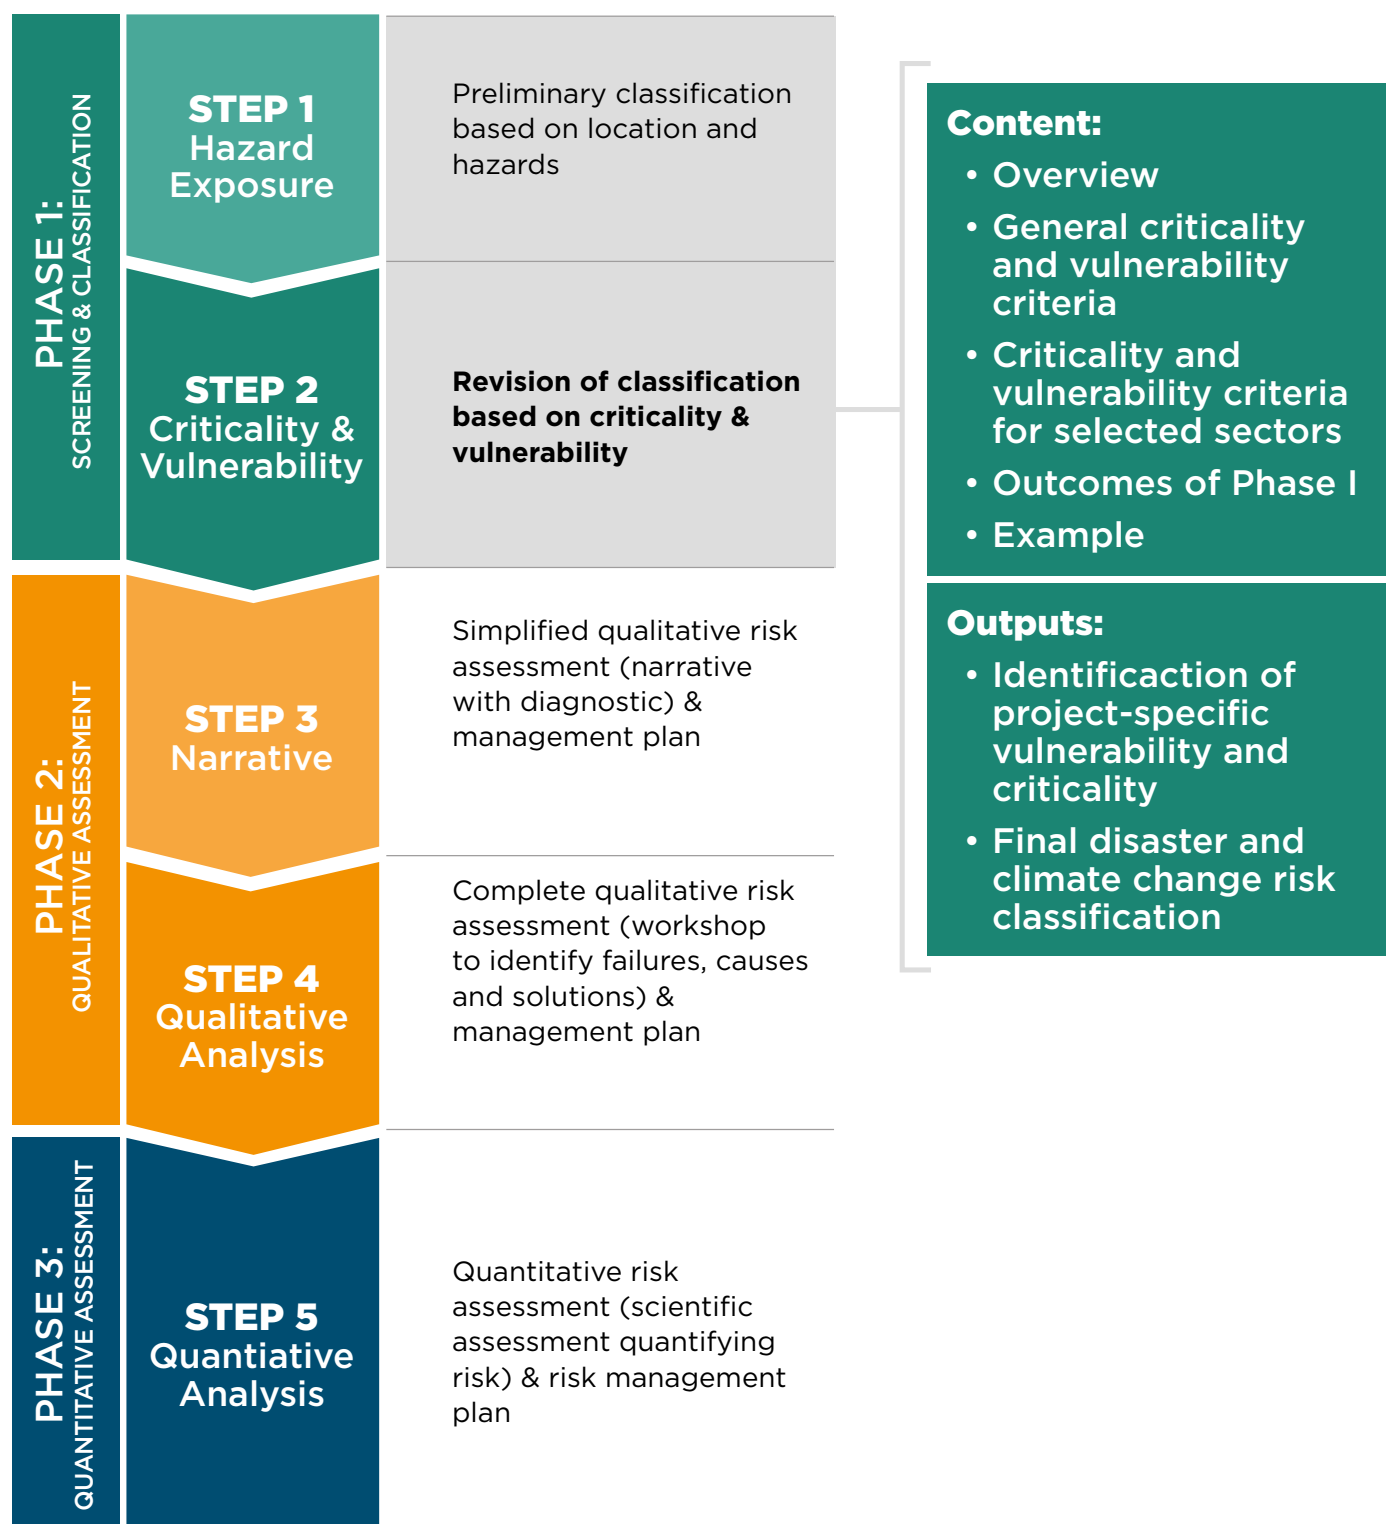 PHASE 1:
SCREENING & CLASSIFICATION
STEP 1
Hazard
Exposure
Preliminary classification
based on location and
hazards
STEP 2
Criticality &
Vulnerability
Revision of classification
based on criticality &
vulnerability
Content:
• Overview
• General criticality
and vulnerability
criteria
• Criticality and
vulnerability criteria
for selected sectors
• Outcomes of Phase I
• Example
Outputs:
• Identificaction of
project-specific
vulnerability and
criticality
• Final disaster and
climate change risk
classification
PHASE 2:
QUALITATIVE ASSESSMENT
STEP 3
Narrative
Simplified qualitative risk
assessment (narrative
with diagnostic) &
management plan
STEP 4
Qualitative
Analysis
Complete qualitative risk
assessment (workshop
to identify failures, causes
and solutions) &
management plan
PHASE 3:
QUANTITATIVE ASSESSMENT
STEP 5
Quantiative
Analysis
Quantitative risk
assessment (scientific
assessment quantifying
risk) & risk management
plan